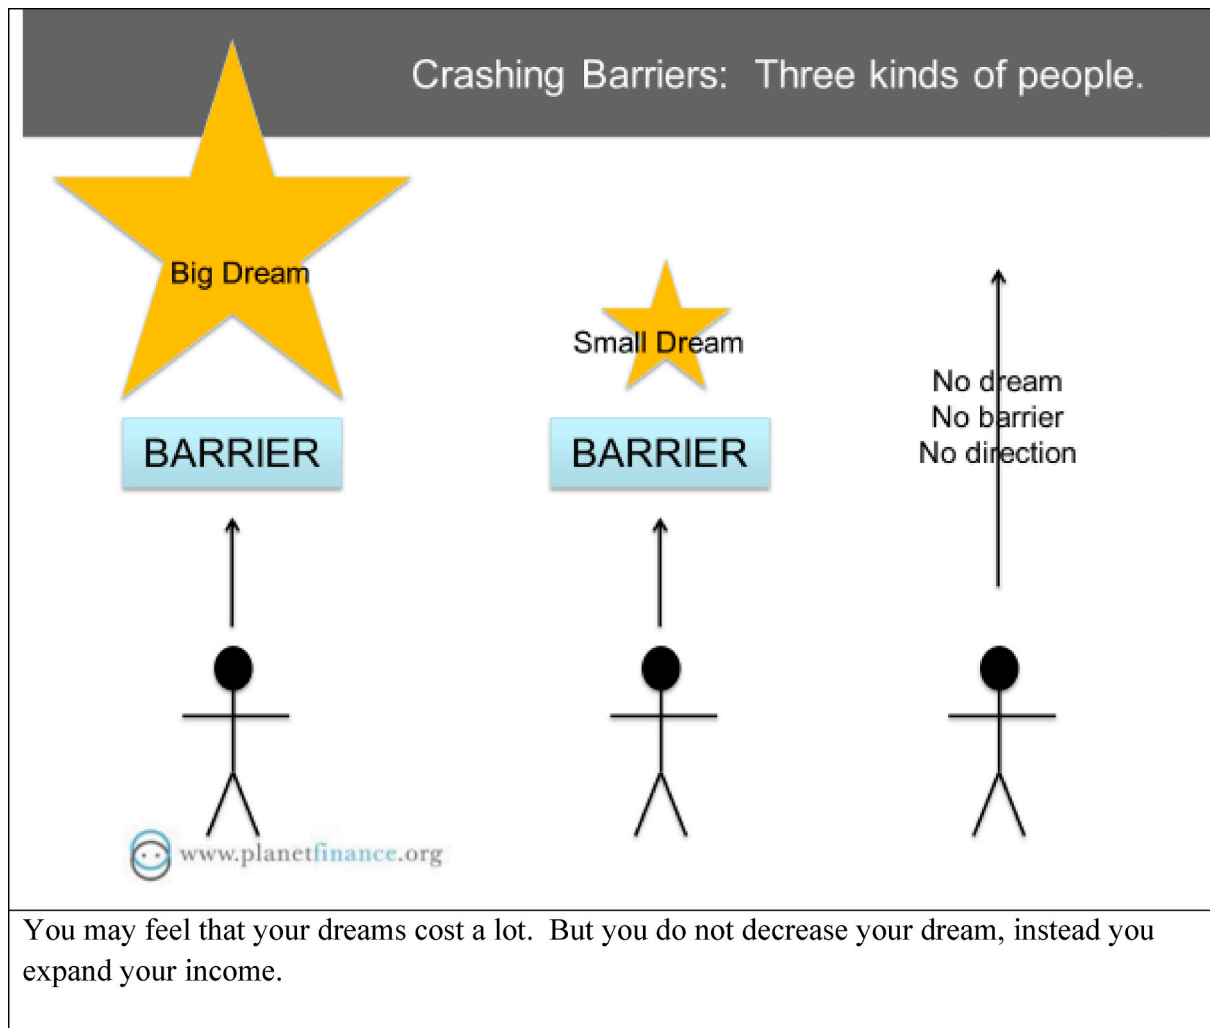 Crashing Barriers: Three kinds of people.
Big Dream
Small Dream
No dream
No barrier
No direction
BARRIER
BARRIER
www.planetfinance.org
You may feel that your dreams cost a lot. But you do not decrease your dream, instead you
expand your income.